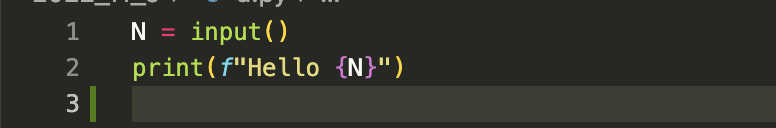 1 N = input()
2 print(f"Hello {N}")
3